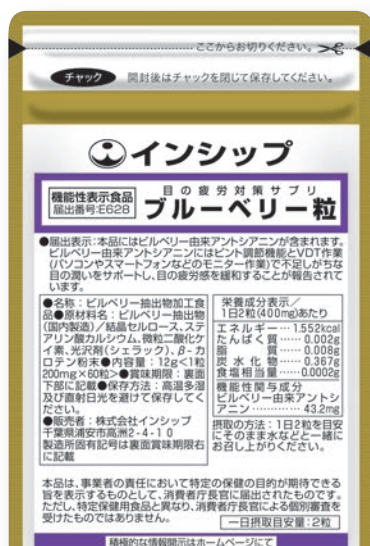 ここからお切りください。
チャック
開封後はチャックを閉じて保存してください。
インシップ
機能性表示食品
届出番号:E628
目の疲労対策サプリ
ブルーベリー粒
●届出表示:本品にはビルベリー由来アントシアニンが含まれます。
ビルベリー由来アントシアニンにはピント調節機能とVDT作業
(パソコンやスマートフォンなどのモニター作業)で不足しがちな
目の潤いをサポートし、目の疲労感を緩和することが報告されて
います。
●名称:ビルベリー抽出物加工食
品●原材料名:ビルベリー抽出物
(国内製造)/結晶セルロース、ステ
アリン酸カルシウム、微粒二酸化ケ
イ素、光沢剤(シェラック)、β-カ
ロテン粉末●内容量:12g<1粒
200mg×60粒>●賞味期限:裏面
下部に記載●保存方法:高温多湿
及び直射日光を避けて保存してく
ださい。
●販売者:株式会社インシップ
千葉県浦安市高洲2-4-10
製造所固有記号は裏面賞味期限右
に記載
栄養成分表示/
1日2粒(400mg)あたり
エネルギー…1.552kcal
たんぱく質……0.002g
脂質……0.008g
炭水化物……0.367g
食塩相当量……0.0002g
機能性関与成分
ビルベリー由来アントシ
アニン……43.2mg
摂取の方法:1日2粒を目安
にそのまま水などと一緒に
お召し上がりください。
本品は、事業者の責任において特定の保健の目的が期待できる
旨を表示するものとして、消費者庁長官に届出されたものです。
ただし、特定保健用食品と異なり、消費者庁長官による個別審査を
受けたものではありません。
一日摂取目安量:2粒
積極的な情報開示はホームページにて